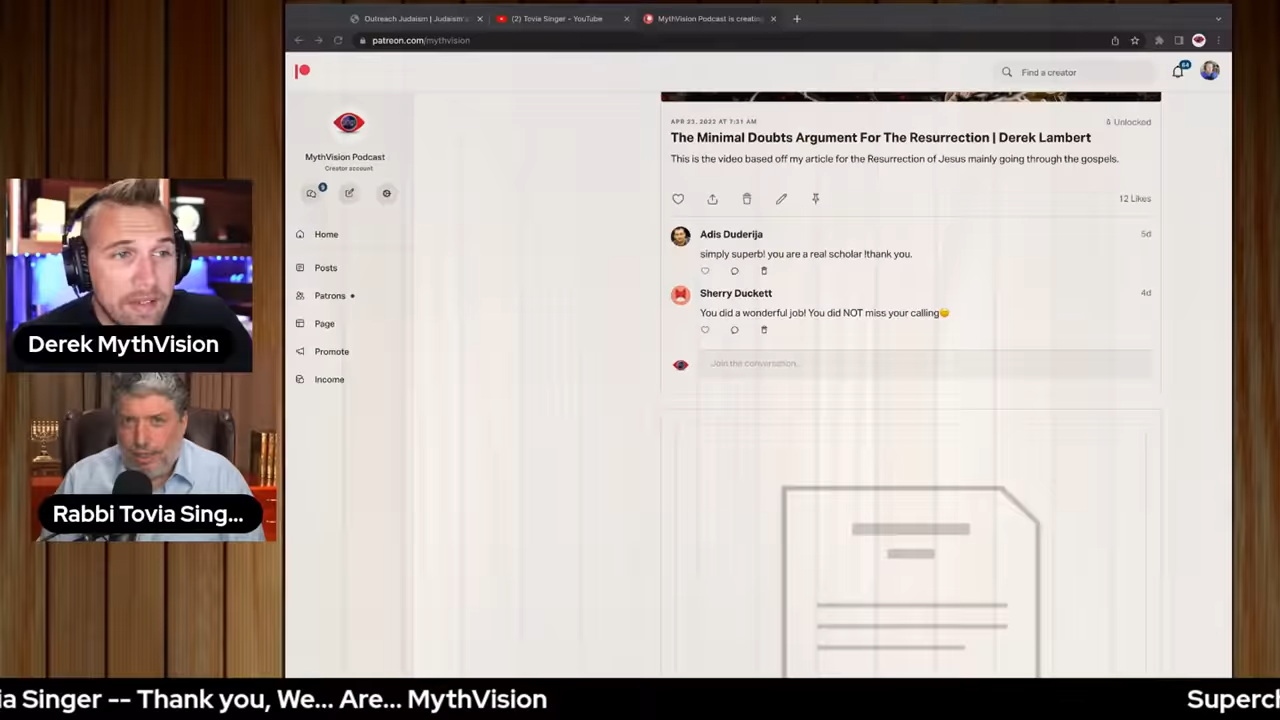 Outreach Judaism | Judaism's
(2) Tovia Singer - YouTube
MythVision Podcast is creating
patreon.com/mythvision
Find a creator
64
MythVision Podcast
Creator account
9
Home
Posts
Patrons
Page
Promote
Income
APR 23, 2022 AT 7:31 AM
Unlocked
The Minimal Doubts Argument For The Resurrection | Derek Lambert
This is the video based off my article for the Resurrection of Jesus mainly going through the gospels.
12 Likes
Adis Duderija
5d
simply superb! you are a real scholar !thank you.
Sherry Duckett
4d
You did a wonderful job! You did NOT miss your calling😊
Join the conversation...
Derek MythVision
Rabbi Tovia Sing...
ia Singer -- Thank you, We... Are... MythVision
Superch